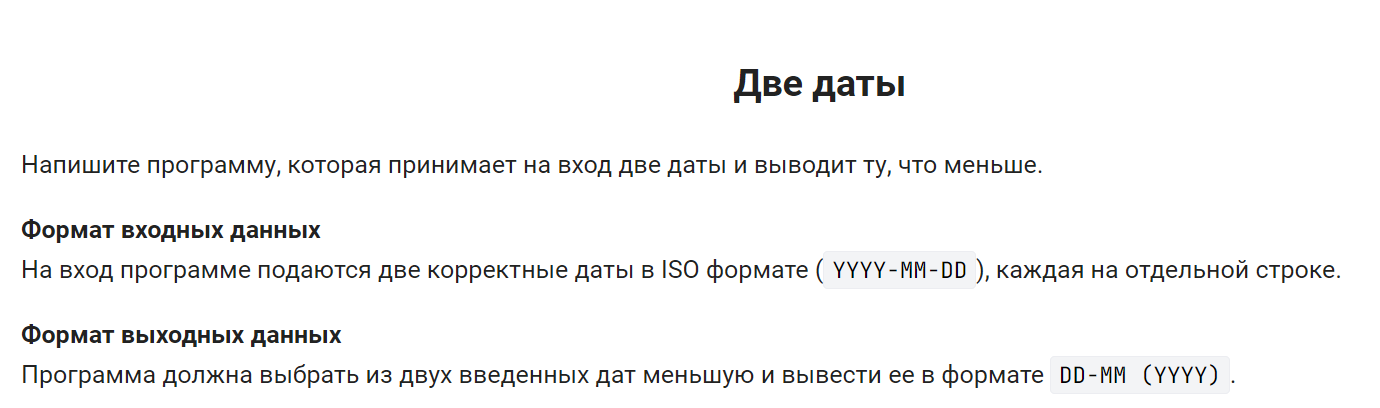 Две даты
Напишите программу, которая принимает на вход две даты и выводит ту, что меньше.
Формат входных данных
На вход программе подаются две корректные даты в ISO формате (YYYY-MM-DD), каждая на отдельной строке.
Формат выходных данных
Программа должна выбрать из двух введенных дат меньшую и вывести ее в формате DD-MM (YYYY).